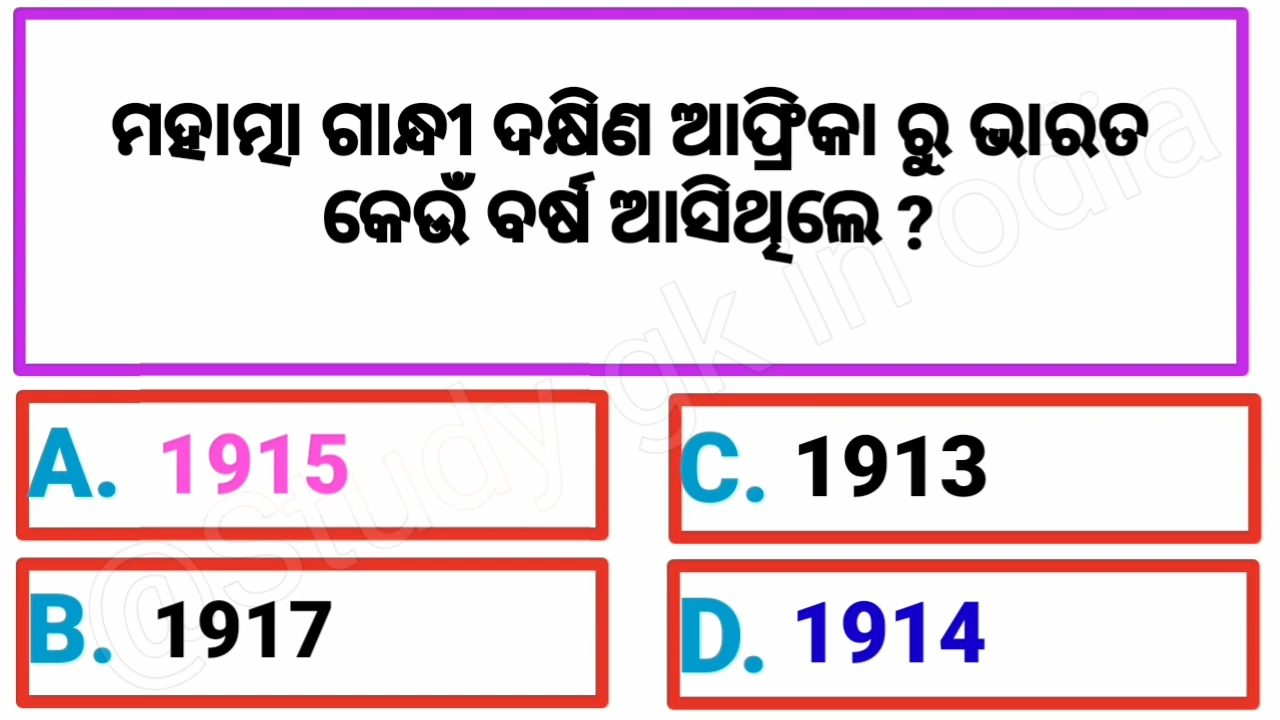 ମହାତ୍ମା ଗାନ୍ଧୀ ଦକ୍ଷିଣ ଆଫ୍ରିକା ରୁ ଭାରତ
କେଉଁ ବର୍ଷ ଆସିଥିଲେ ?
A. 1915
C. 1913
B. 1917
D. 1914
@Study gk in odia